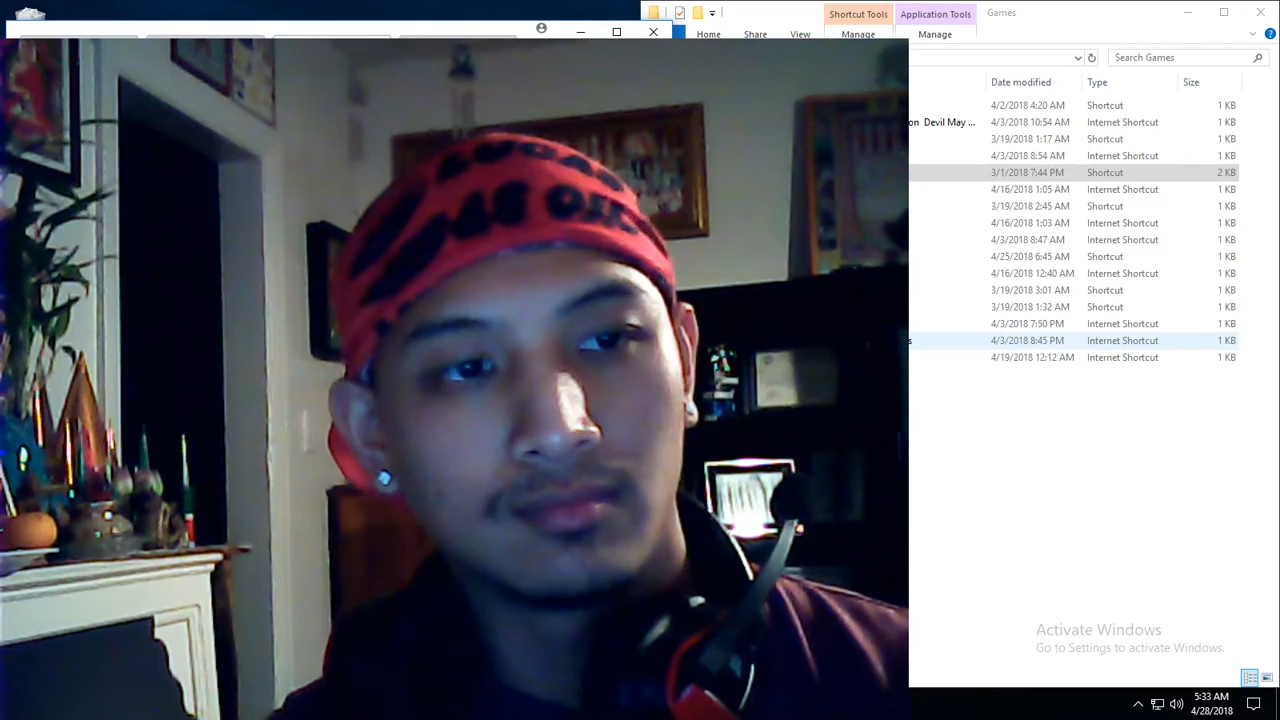 Shortcut Tools
Application Tools
Games
Home
Share
View
Manage
Manage
Search Games
Date modified
Type
Size
4/2/2018 4:20 AM Shortcut 1 KB
on Devil May ... 4/3/2018 10:54 AM Internet Shortcut 1 KB
3/19/2018 1:17 AM Shortcut 1 KB
4/3/2018 8:54 AM Internet Shortcut 1 KB
3/1/2018 7:44 PM Shortcut 2 KB
4/16/2018 1:05 AM Internet Shortcut 1 KB
3/19/2018 2:45 AM Shortcut 1 KB
4/16/2018 1:03 AM Internet Shortcut 1 KB
4/3/2018 8:47 AM Internet Shortcut 1 KB
4/25/2018 6:45 AM Shortcut 1 KB
4/16/2018 12:40 AM Internet Shortcut 1 KB
3/19/2018 3:01 AM Shortcut 1 KB
3/19/2018 1:32 AM Shortcut 1 KB
4/3/2018 7:50 PM Internet Shortcut 1 KB
s 4/3/2018 8:45 PM Internet Shortcut 1 KB
4/19/2018 12:12 AM Internet Shortcut 1 KB
Activate Windows
Go to Settings to activate Windows.
5:33 AM
4/28/2018